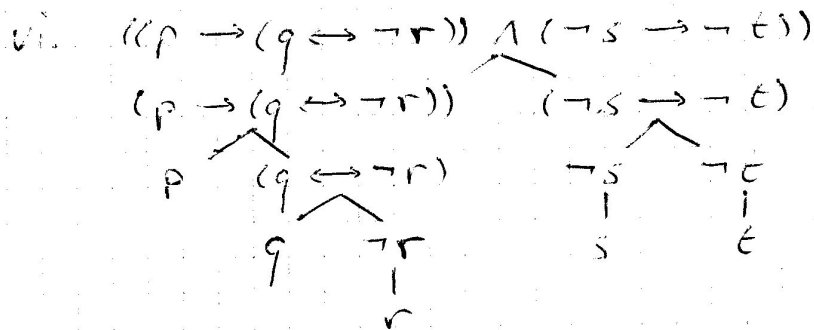 vi. ((p → (q ↔ ¬r)) ∧ (¬s → ¬t))
(p → (q ↔ ¬r)) (¬s → ¬t)
p (q ↔ ¬r) ¬s ¬t
q ¬r s t
r